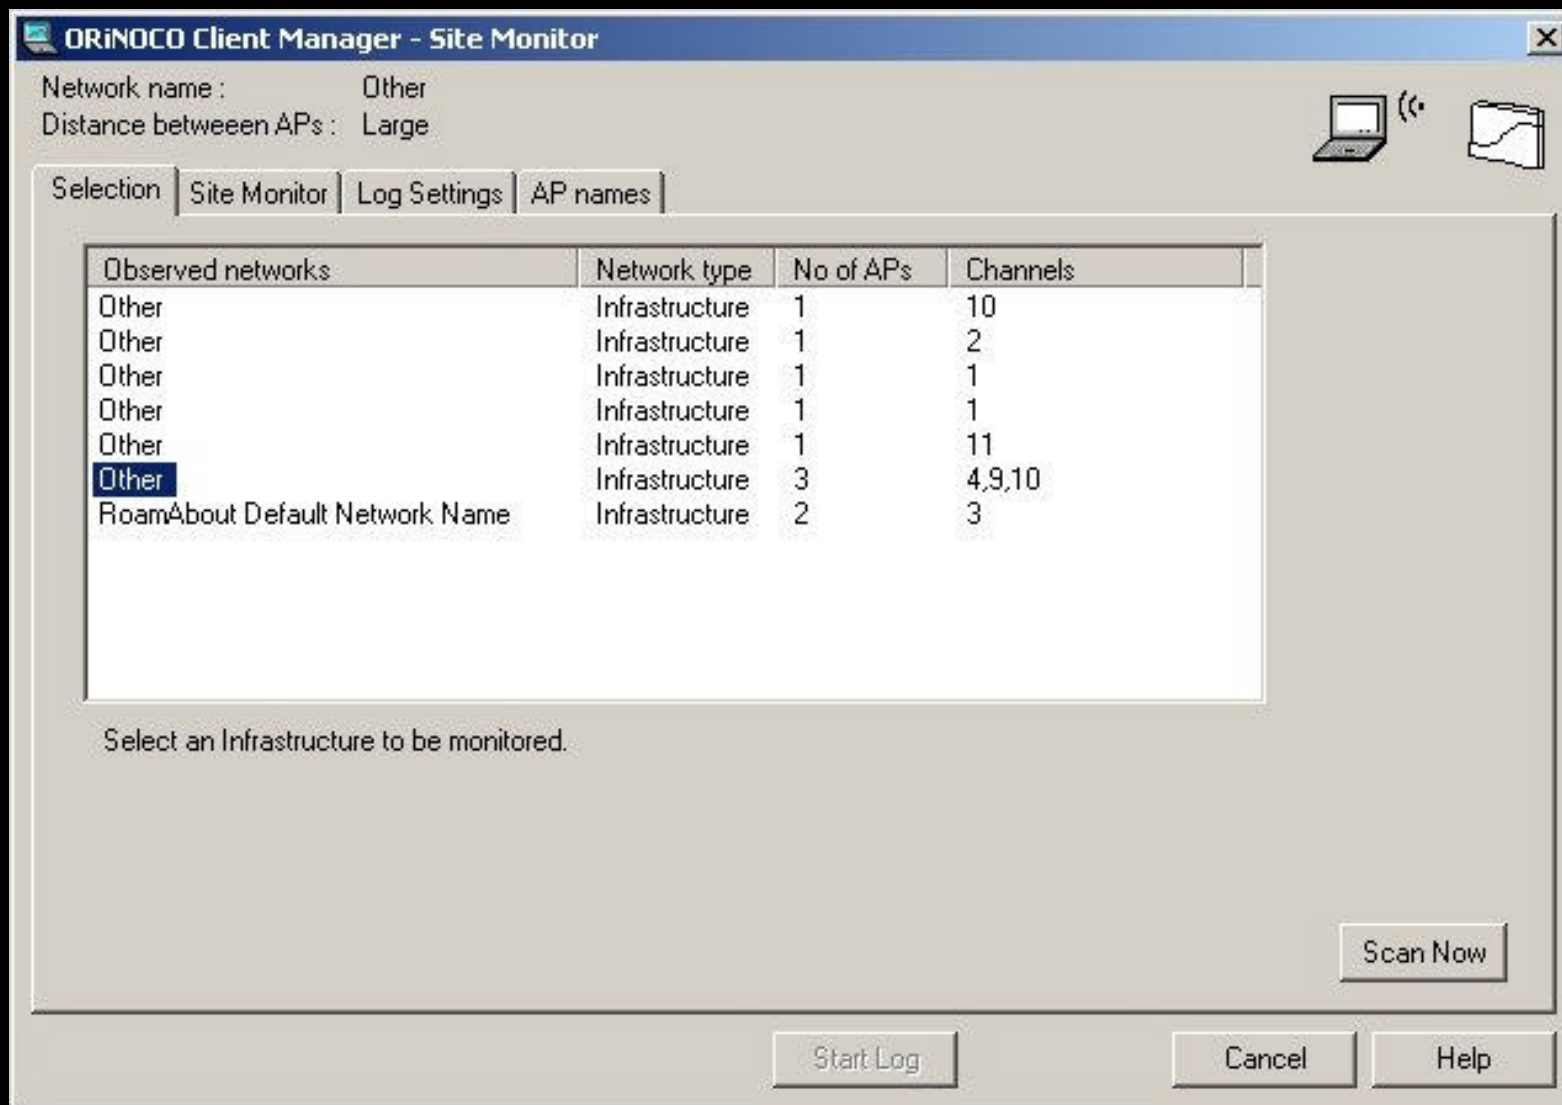 ORiNOCO Client Manager - Site Monitor
Network name : Other
Distance betweeen APs : Large
Selection Site Monitor Log Settings AP names
Observed networks Network type No of APs Channels
Other Infrastructure 1 10
Other Infrastructure 1 2
Other Infrastructure 1 1
Other Infrastructure 1 1
Other Infrastructure 1 11
Other Infrastructure 3 4,9,10
RoamAbout Default Network Name Infrastructure 2 3
Select an Infrastructure to be monitored.
Scan Now
Start Log Cancel Help